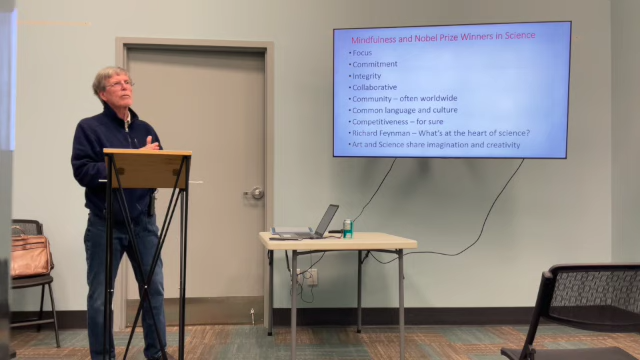 Mindfulness and Nobel Prize Winners in Science
• Focus
• Commitment
• Integrity
• Collaborative
• Community – often worldwide
• Common language and culture
• Competitiveness – for sure
• Richard Feynman – What's at the heart of science?
• Art and Science share imagination and creativity